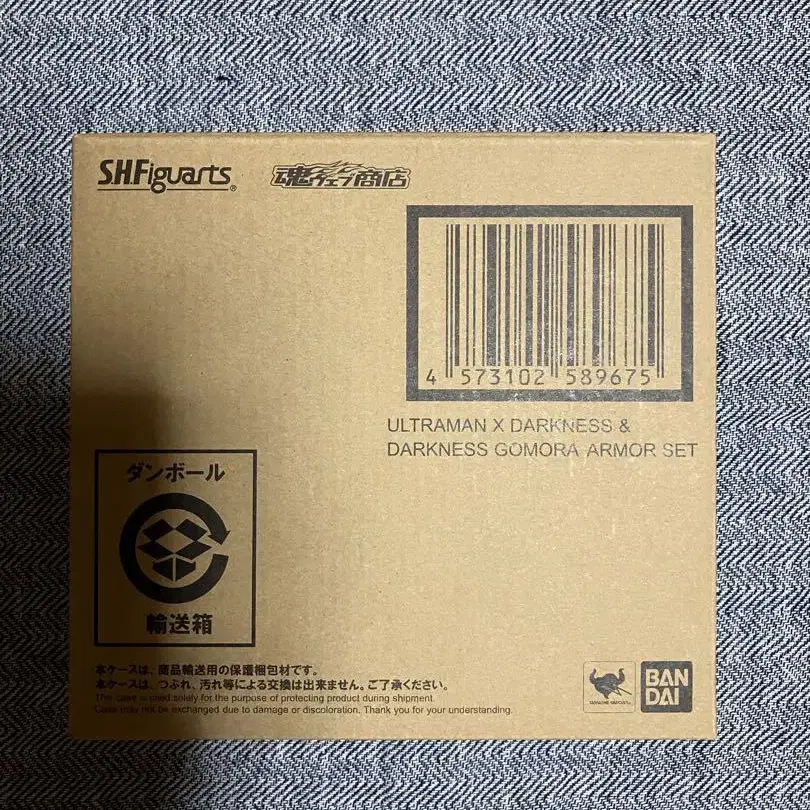 S.H.Figuarts®
魂ウェブ商店
4 573102 589675
ULTRAMAN X DARKNESS &
DARKNESS GOMORA ARMOR SET
ダンボール
輸送箱
本ケースは、商品輸送用の保護梱包材です。
本ケースは、つぶれ、汚れ等による交換は出来ません。ご了承ください。
The case is used solely for the purpose of protecting product during shipment.
Case may not be exchanged due to damage or discoloration. Thank you for your understanding.
BAN
DAI